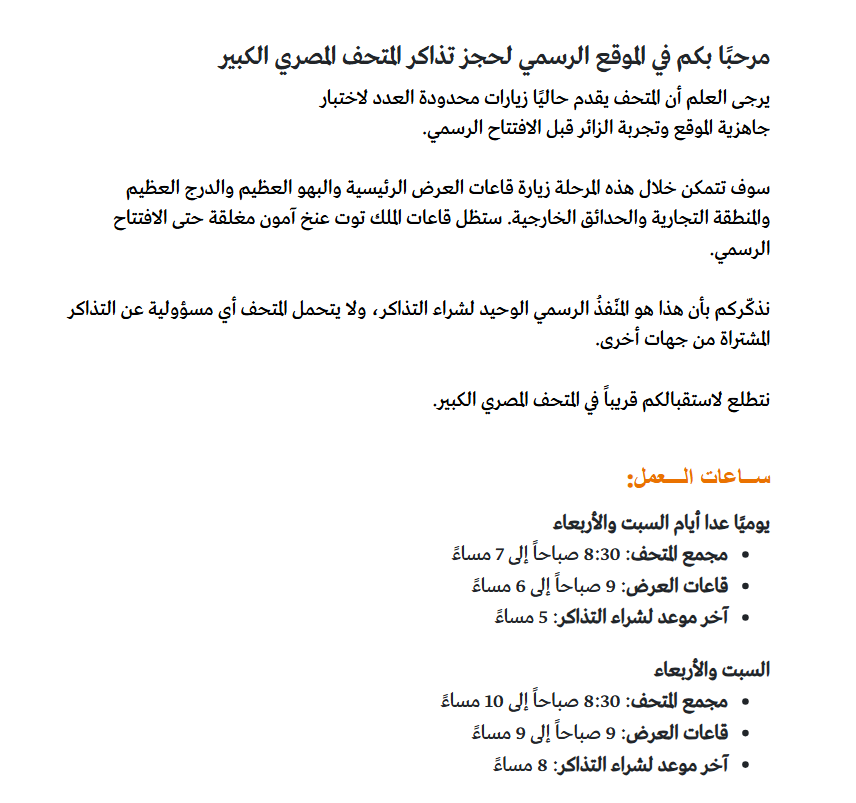 مرحبًا بكم في الموقع الرسمي لحجز تذاكر المتحف المصري الكبير
يرجى العلم أن المتحف يقدم حاليًا زيارات محدودة العدد لاختبار
جاهزية الموقع وتجربة الزائر قبل الافتتاح الرسمي.
سوف تتمكن خلال هذه المرحلة زيارة قاعات العرض الرئيسية والبهو العظيم والدرج العظيم
والمنطقة التجارية والحدائق الخارجية. ستظل قاعات الملك توت عنخ آمون مغلقة حتى الافتتاح
الرسمي.
نذكّركم بأن هذا هو المنّفذُ الرسمي الوحيد لشراء التذاكر، ولا يتحمل المتحف أي مسؤولية عن التذاكر
المشتراة من جهات أخرى.
نتطلع لاستقبالكم قريباً في المتحف المصري الكبير.
ســاعات الــعمل:
يوميًا عدا أيام السبت والأربعاء
• مجمع المتحف: 8:30 صباحاً إلى 7 مساءً
• قاعات العرض: 9 صباحاً إلى 6 مساءً
• آخر موعد لشراء التذاكر: 5 مساءً
السبت والأربعاء
• مجمع المتحف: 8:30 صباحاً إلى 10 مساءً
• قاعات العرض: 9 صباحاً إلى 9 مساءً
• آخر موعد لشراء التذاكر: 8 مساءً